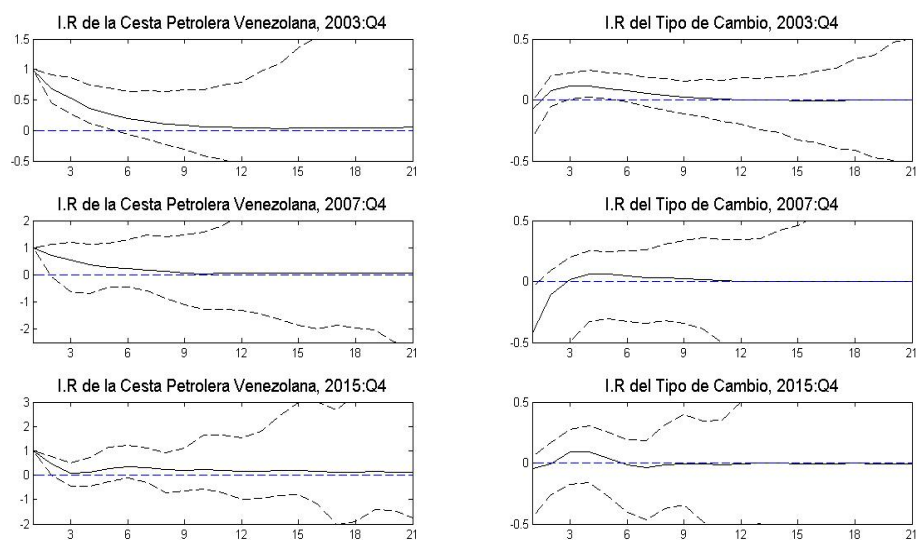 I.R de la Cesta Petrolera Venezolana, 2003:Q4
1.5
1
0.5
0
-0.5
3 6 9 12 15 18 21
I.R del Tipo de Cambio, 2003:Q4
0.5
0
-0.5
3 6 9 12 15 18 21
I.R de la Cesta Petrolera Venezolana, 2007:Q4
2
1
0
-1
-2
3 6 9 12 15 18 21
I.R del Tipo de Cambio, 2007:Q4
0.5
0
-0.5
3 6 9 12 15 18 21
I.R de la Cesta Petrolera Venezolana, 2015:Q4
3
2
1
0
-1
-2
3 6 9 12 15 18 21
I.R del Tipo de Cambio, 2015:Q4
0.5
0
-0.5
3 6 9 12 15 18 21